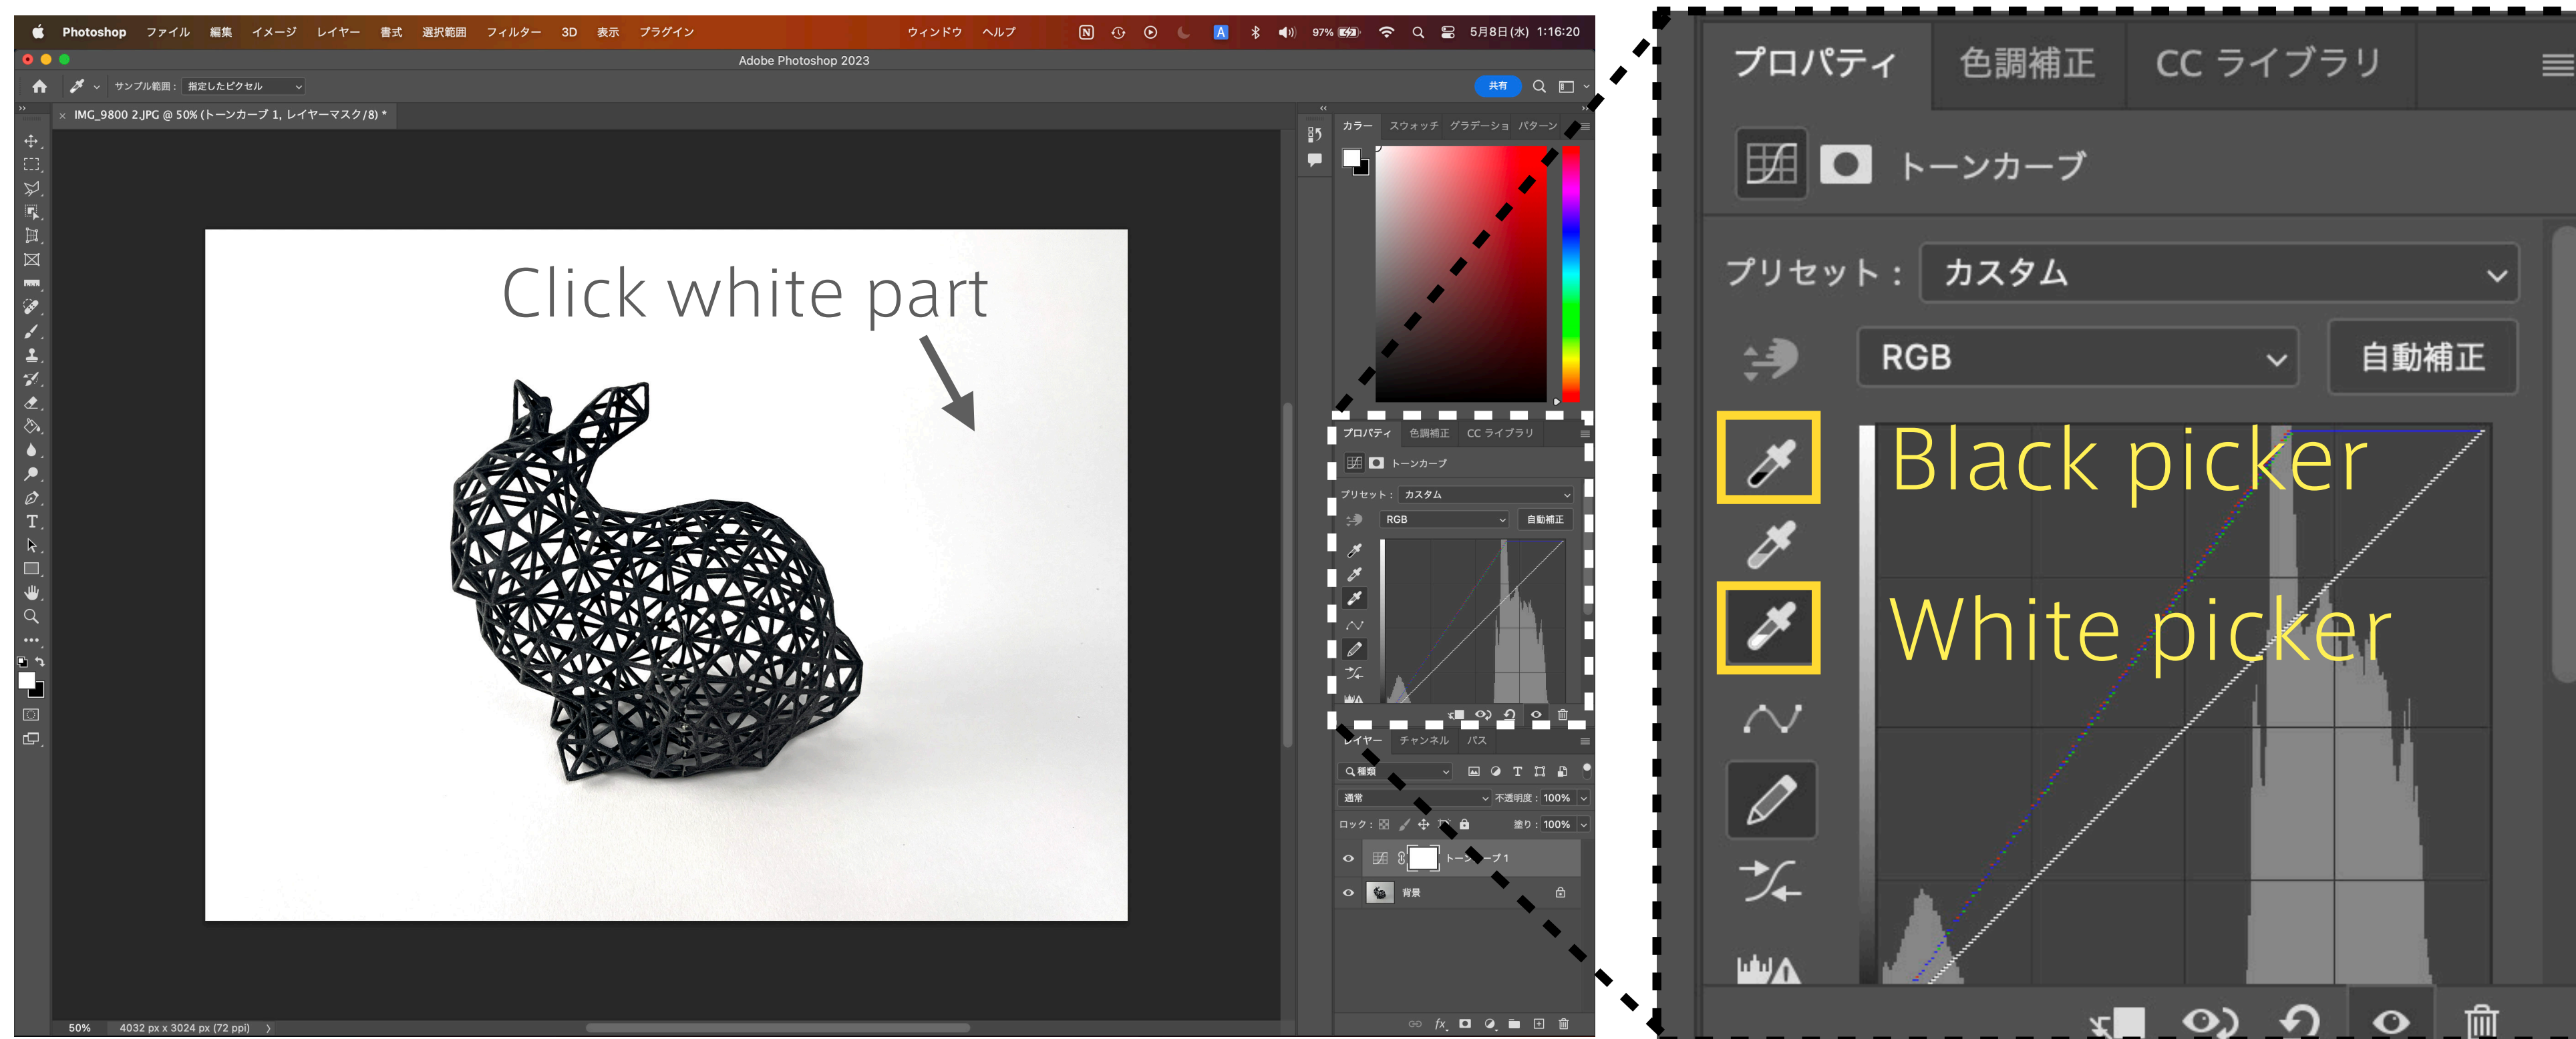 Photoshop ファイル 編集 イメージ レイヤー 書式 選択範囲 フィルター 3D 表示 プラグイン ウィンドウ ヘルプ A 97% 5月8日(水) 1:16:20
Adobe Photoshop 2023
サンプル範囲： 指定したピクセル 共有
IMG_9800 2.JPG @ 50% (トーンカーブ 1, レイヤーマスク/8) *
Click white part
カラー スウォッチ グラデーショ パターン
プロパティ 色調補正 CC ライブラリ
トーンカーブ
プリセット： カスタム
RGB 自動補正
レイヤー チャンネル パス
種類
通常 不透明度： 100%
ロック： 塗り： 100%
トーンカーブ 1
背景
fx
50% 4032 px x 3024 px (72 ppi)
プロパティ 色調補正 CC ライブラリ
トーンカーブ
プリセット： カスタム
RGB 自動補正
Black picker
White picker